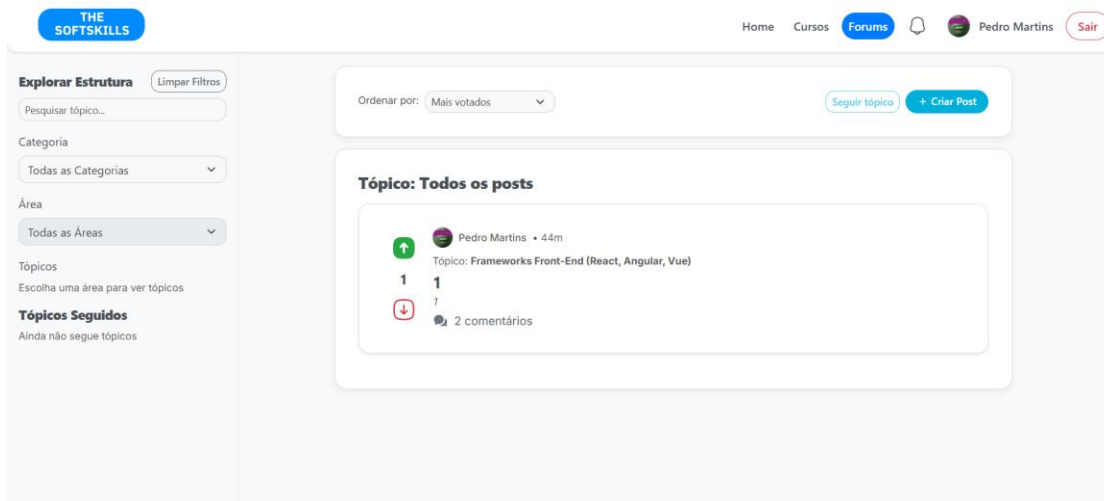 THE
SOFTSKILLS
Home Cursos Forums Pedro Martins Sair
Explorar Estrutura Limpar Filtros
Pesquisar tópico...
Categoria
Todas as Categorias
Área
Todas as Áreas
Tópicos
Escolha uma área para ver tópicos
Tópicos Seguidos
Ainda não segue tópicos
Ordenar por: Mais votados Seguir tópico + Criar Post
Tópico: Todos os posts
Pedro Martins • 44m
Tópico: Frameworks Front-End (React, Angular, Vue)
1
1
1
2 comentários